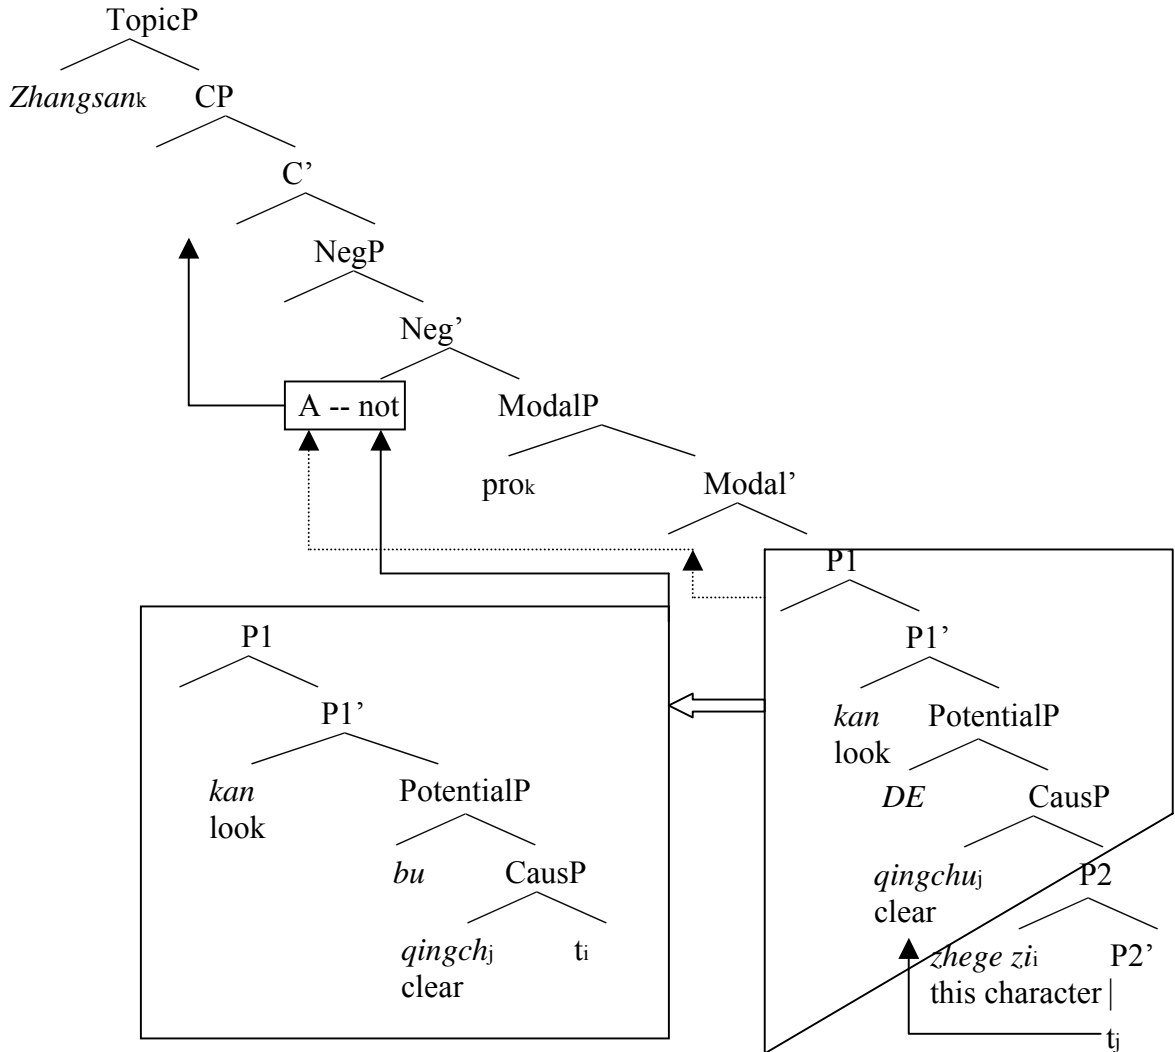 TopicP
Zhangsank CP
C’
NegP
Neg’
A -- not ModalP
prok Modal’
P1
P1 P1’
P1’ kan PotentialP
look
kan PotentialP DE CausP
look
bu CausP qingchuj P2
clear
qingchj ti zhege zii P2’
clear this character
tj